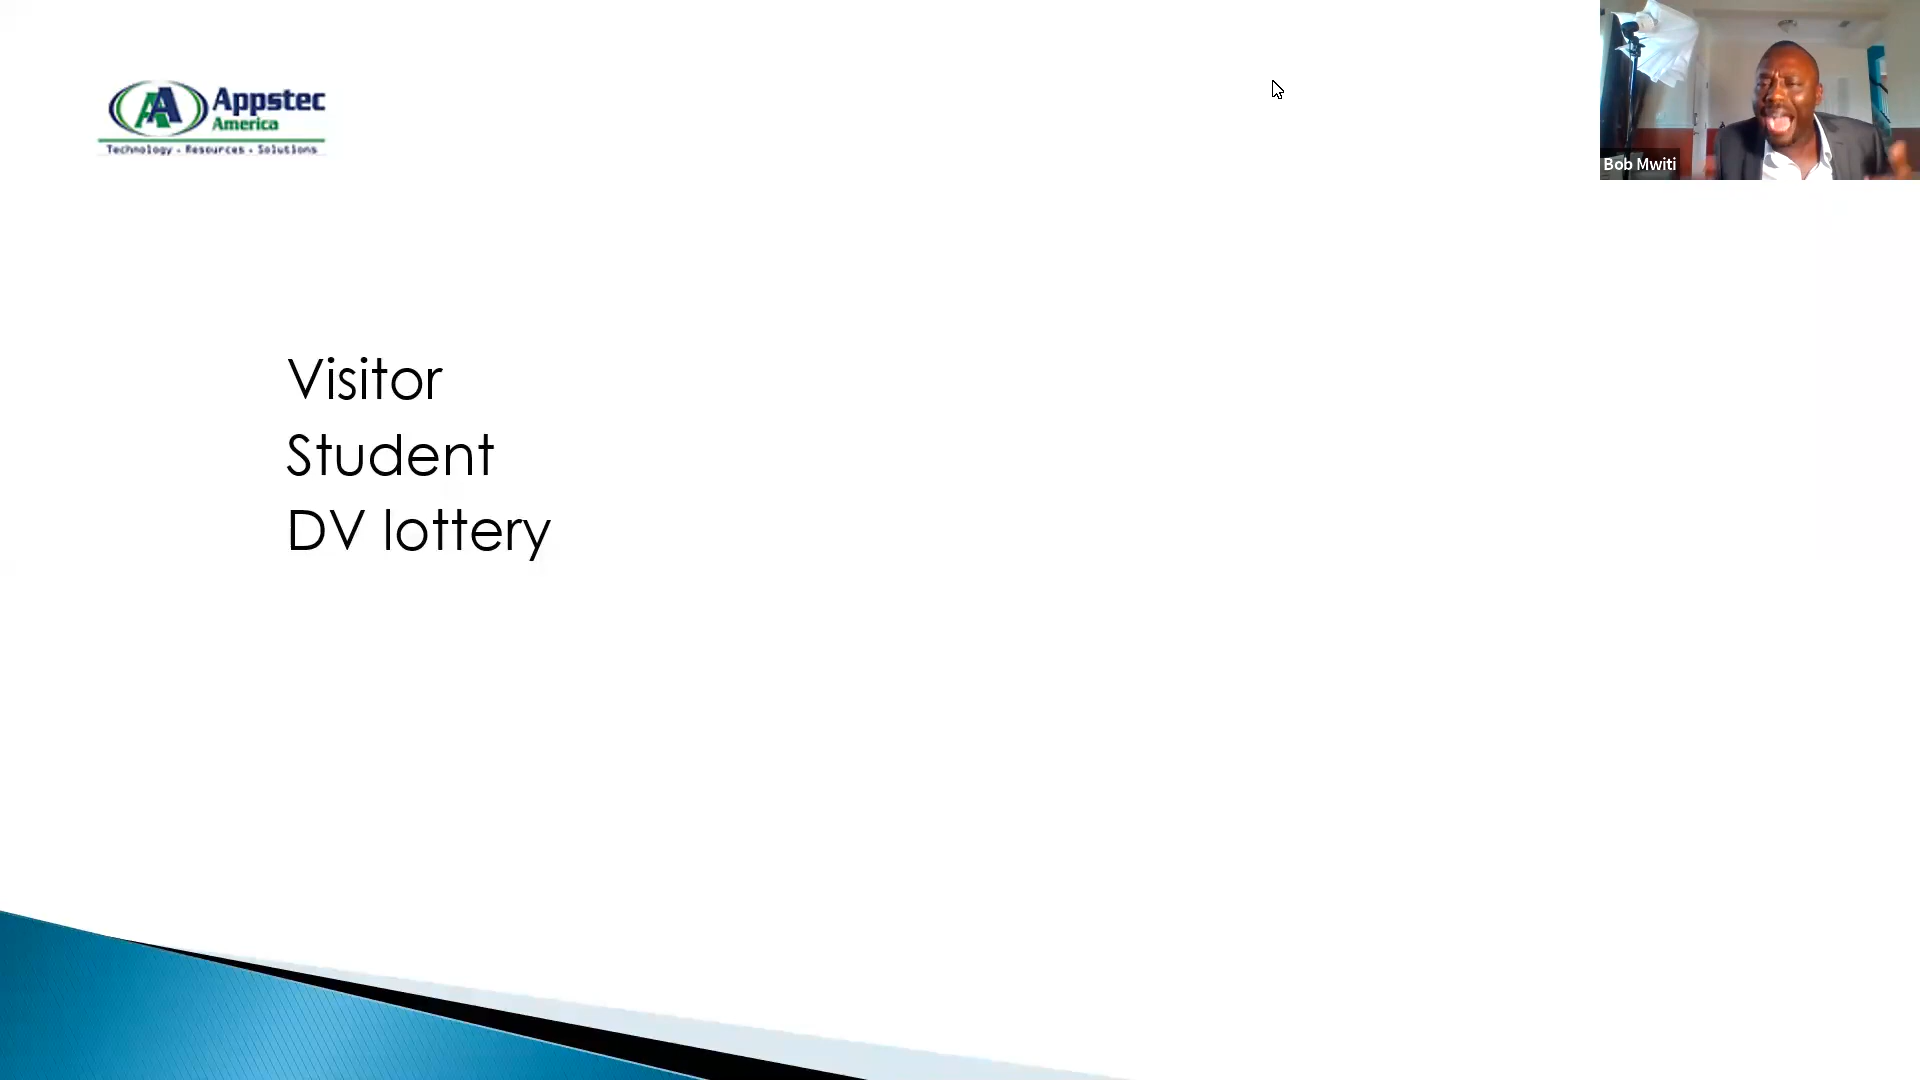 Appstec
America
Technology - Resources - Solutions
Bob Mwiti
Visitor
Student
DV lottery